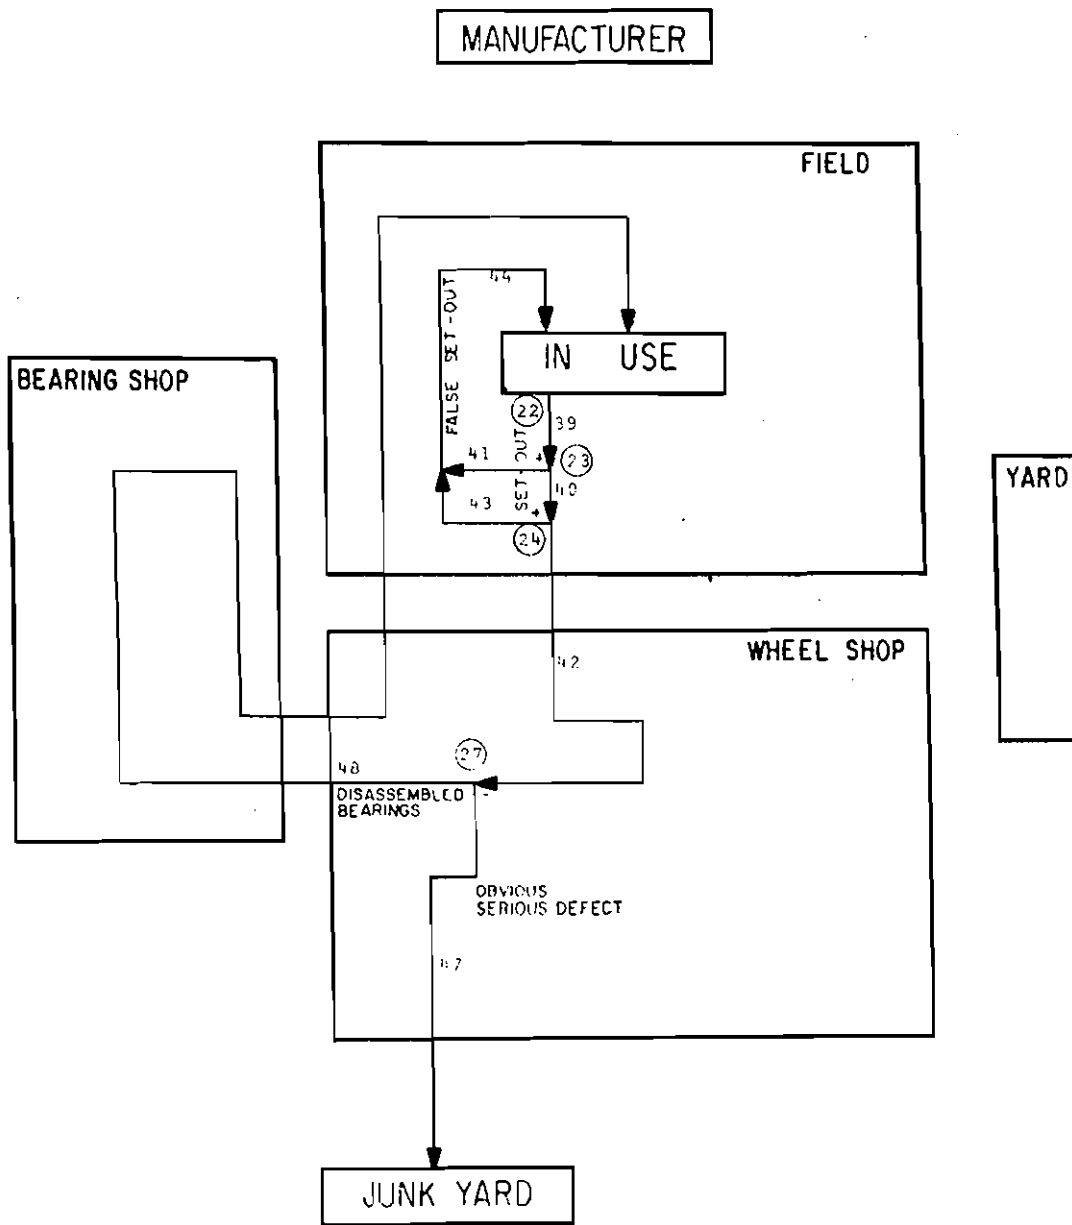 MANUFACTURER
FIELD
44
FALSE SET-OUT
IN USE
BEARING SHOP
22
39
SET-OUT
+
41
23
YARD
40
43
+
24
WHEEL SHOP
42
27
48
-
DISASSEMBLED
BEARINGS
OBVIOUS
SERIOUS DEFECT
47
JUNK YARD